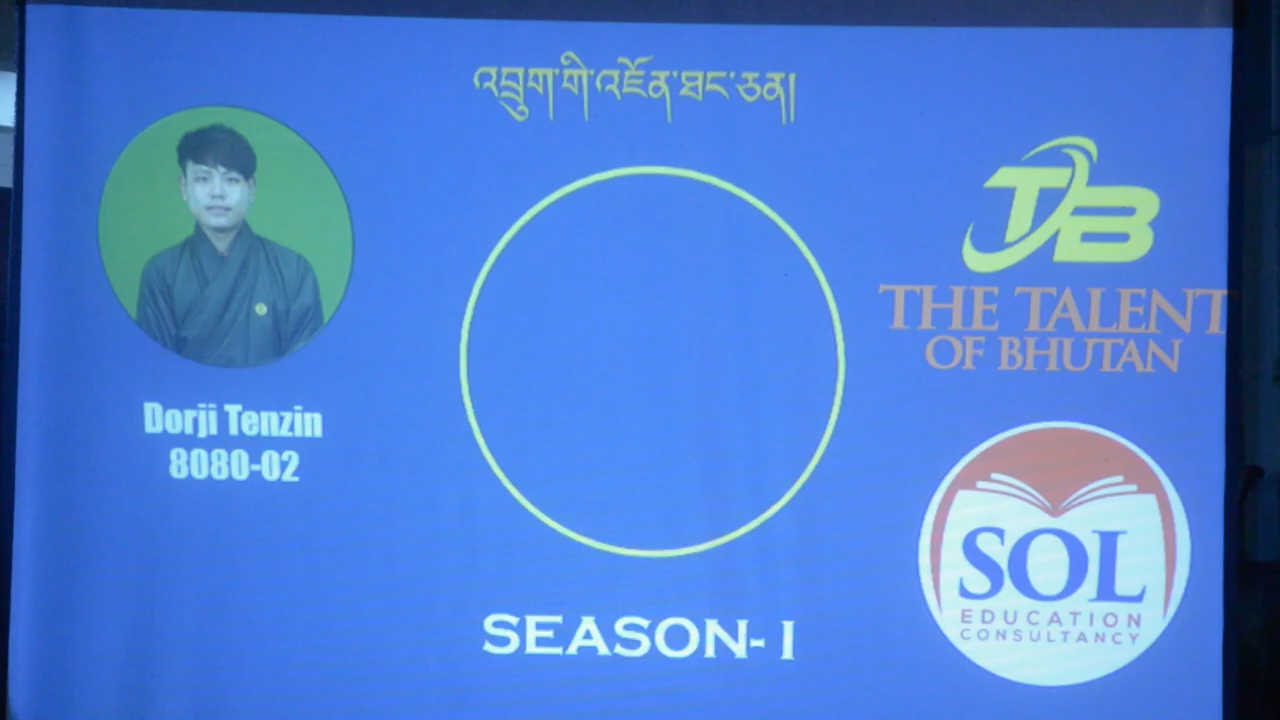 འབྲུག་གི་འཇོན་ཐང་ཅན།
Dorji Tenzin
8080-02
TB
THE TALENT
OF BHUTAN
SOL
EDUCATION
CONSULTANCY
SEASON- I